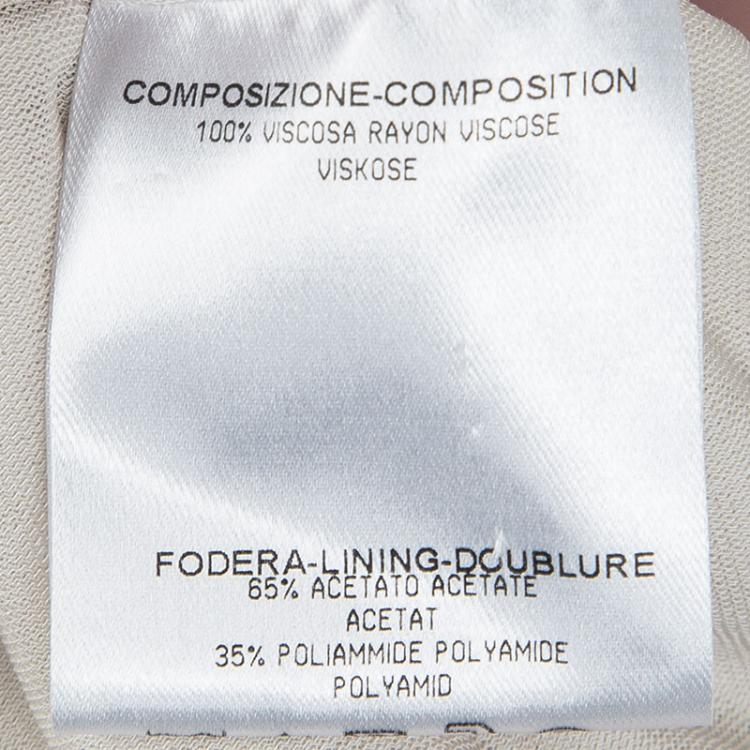 COMPOSIZIONE-COMPOSITION
100% VISCOSA RAYON VISCOSE
VISKOSE
FODERA-LINING-DOUBLURE
65% ACETATO ACETATE
ACETAT
35% POLIAMMIDE POLYAMIDE
POLYAMID